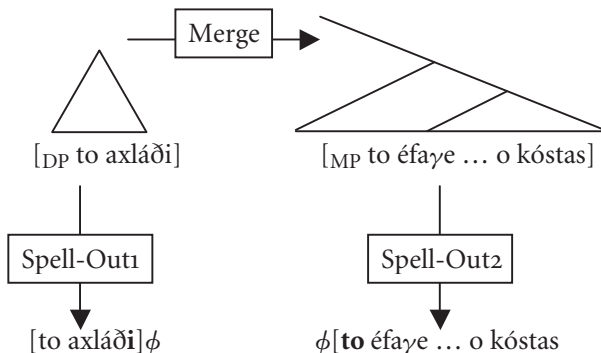 Merge
[DP to axláði] [MP to éfaγe … o kóstas]
Spell-Out1 Spell-Out2
[to axláði]ϕ ϕ[to éfaγe … o kóstas